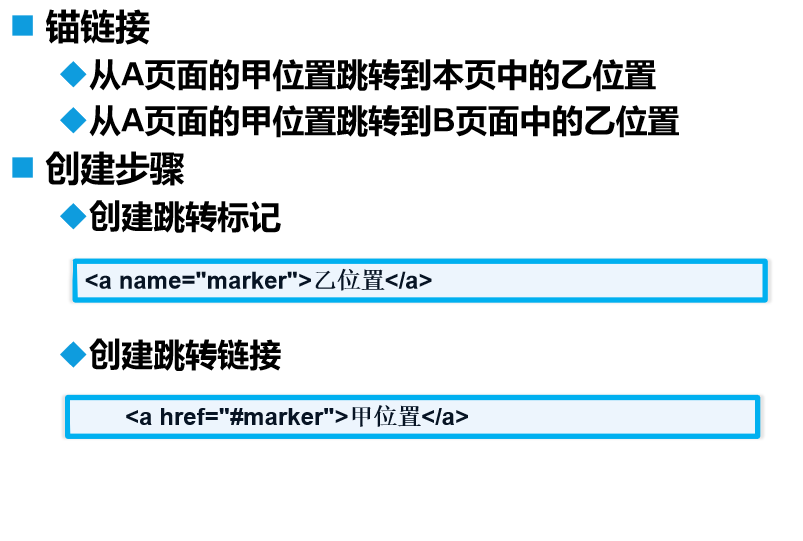 锚链接
从A页面的甲位置跳转到本页中的乙位置
从A页面的甲位置跳转到B页面中的乙位置
创建步骤
创建跳转标记
<a name="marker">乙位置</a>
创建跳转链接
<a href="#marker">甲位置</a>